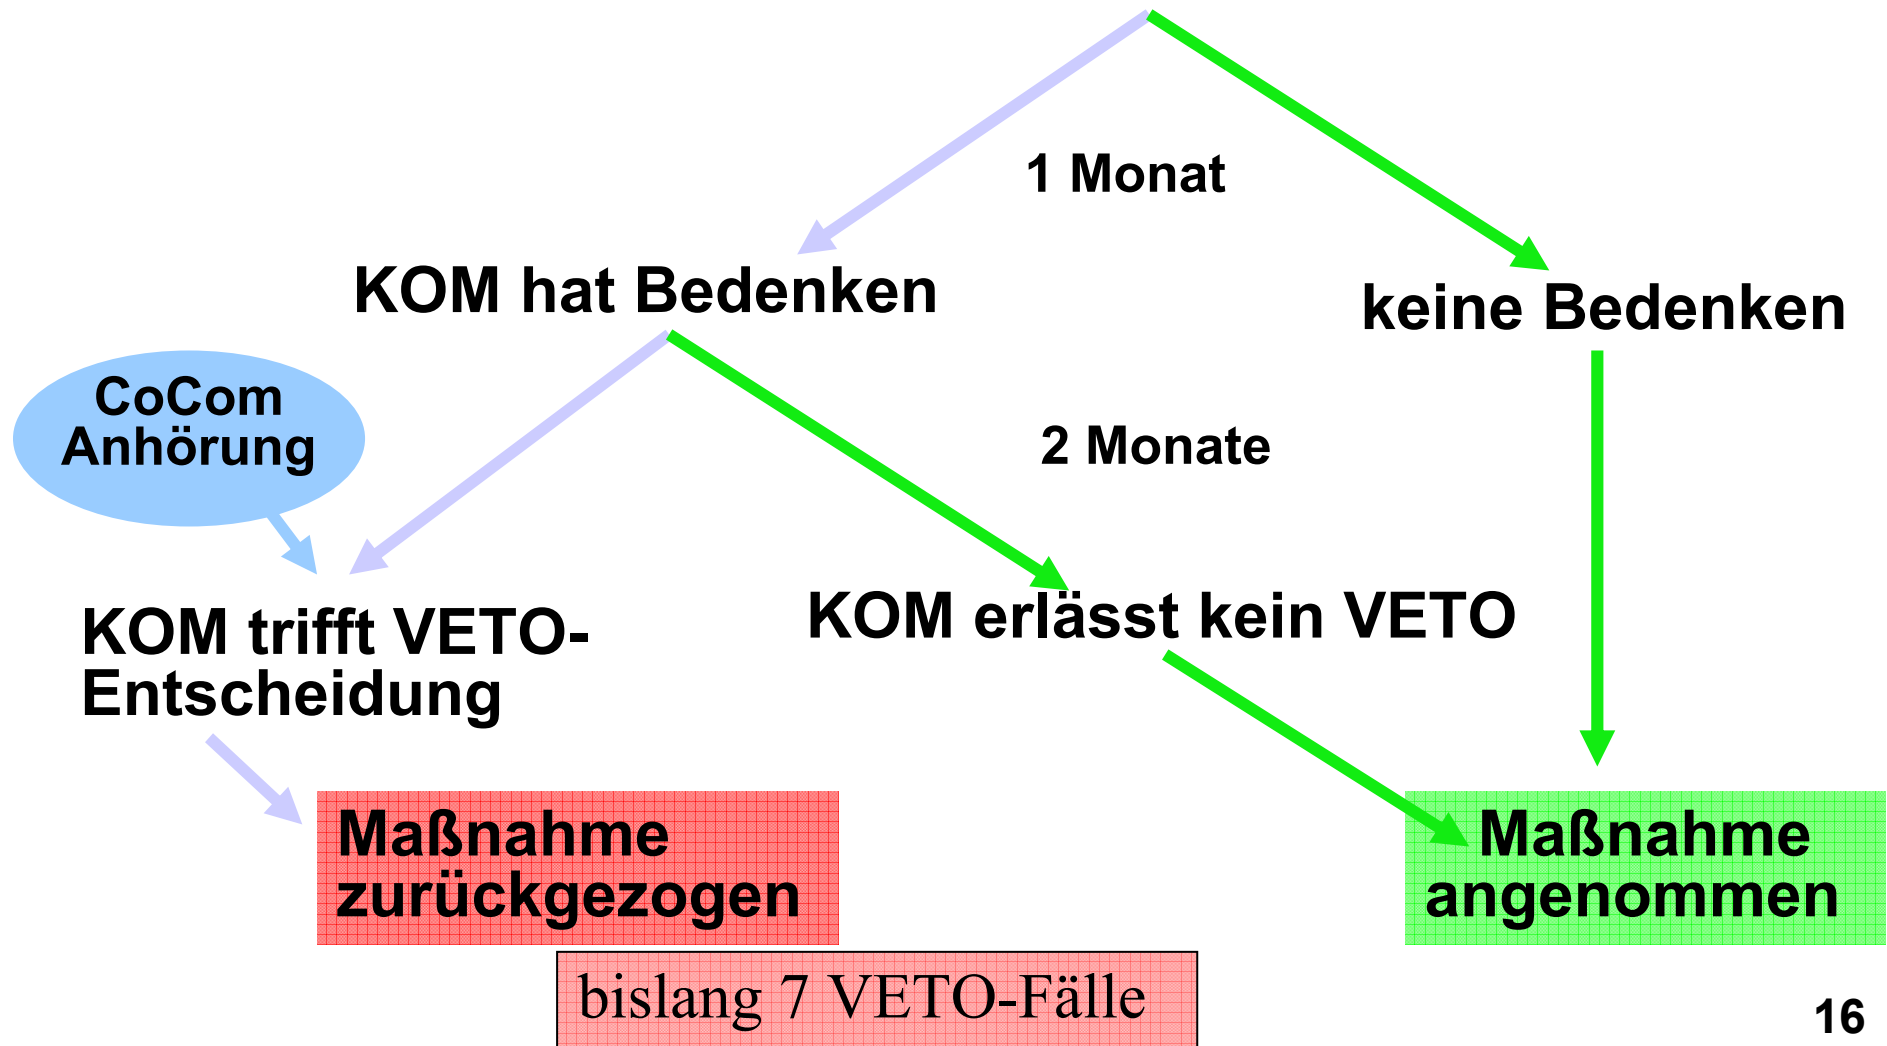 1 Monat
KOM hat Bedenken
keine Bedenken
CoCom
Anhörung
2 Monate
KOM trifft VETO-
Entscheidung
KOM erlässt kein VETO
Maßnahme
zurückgezogen
Maßnahme
angenommen
bislang 7 VETO-Fälle
16